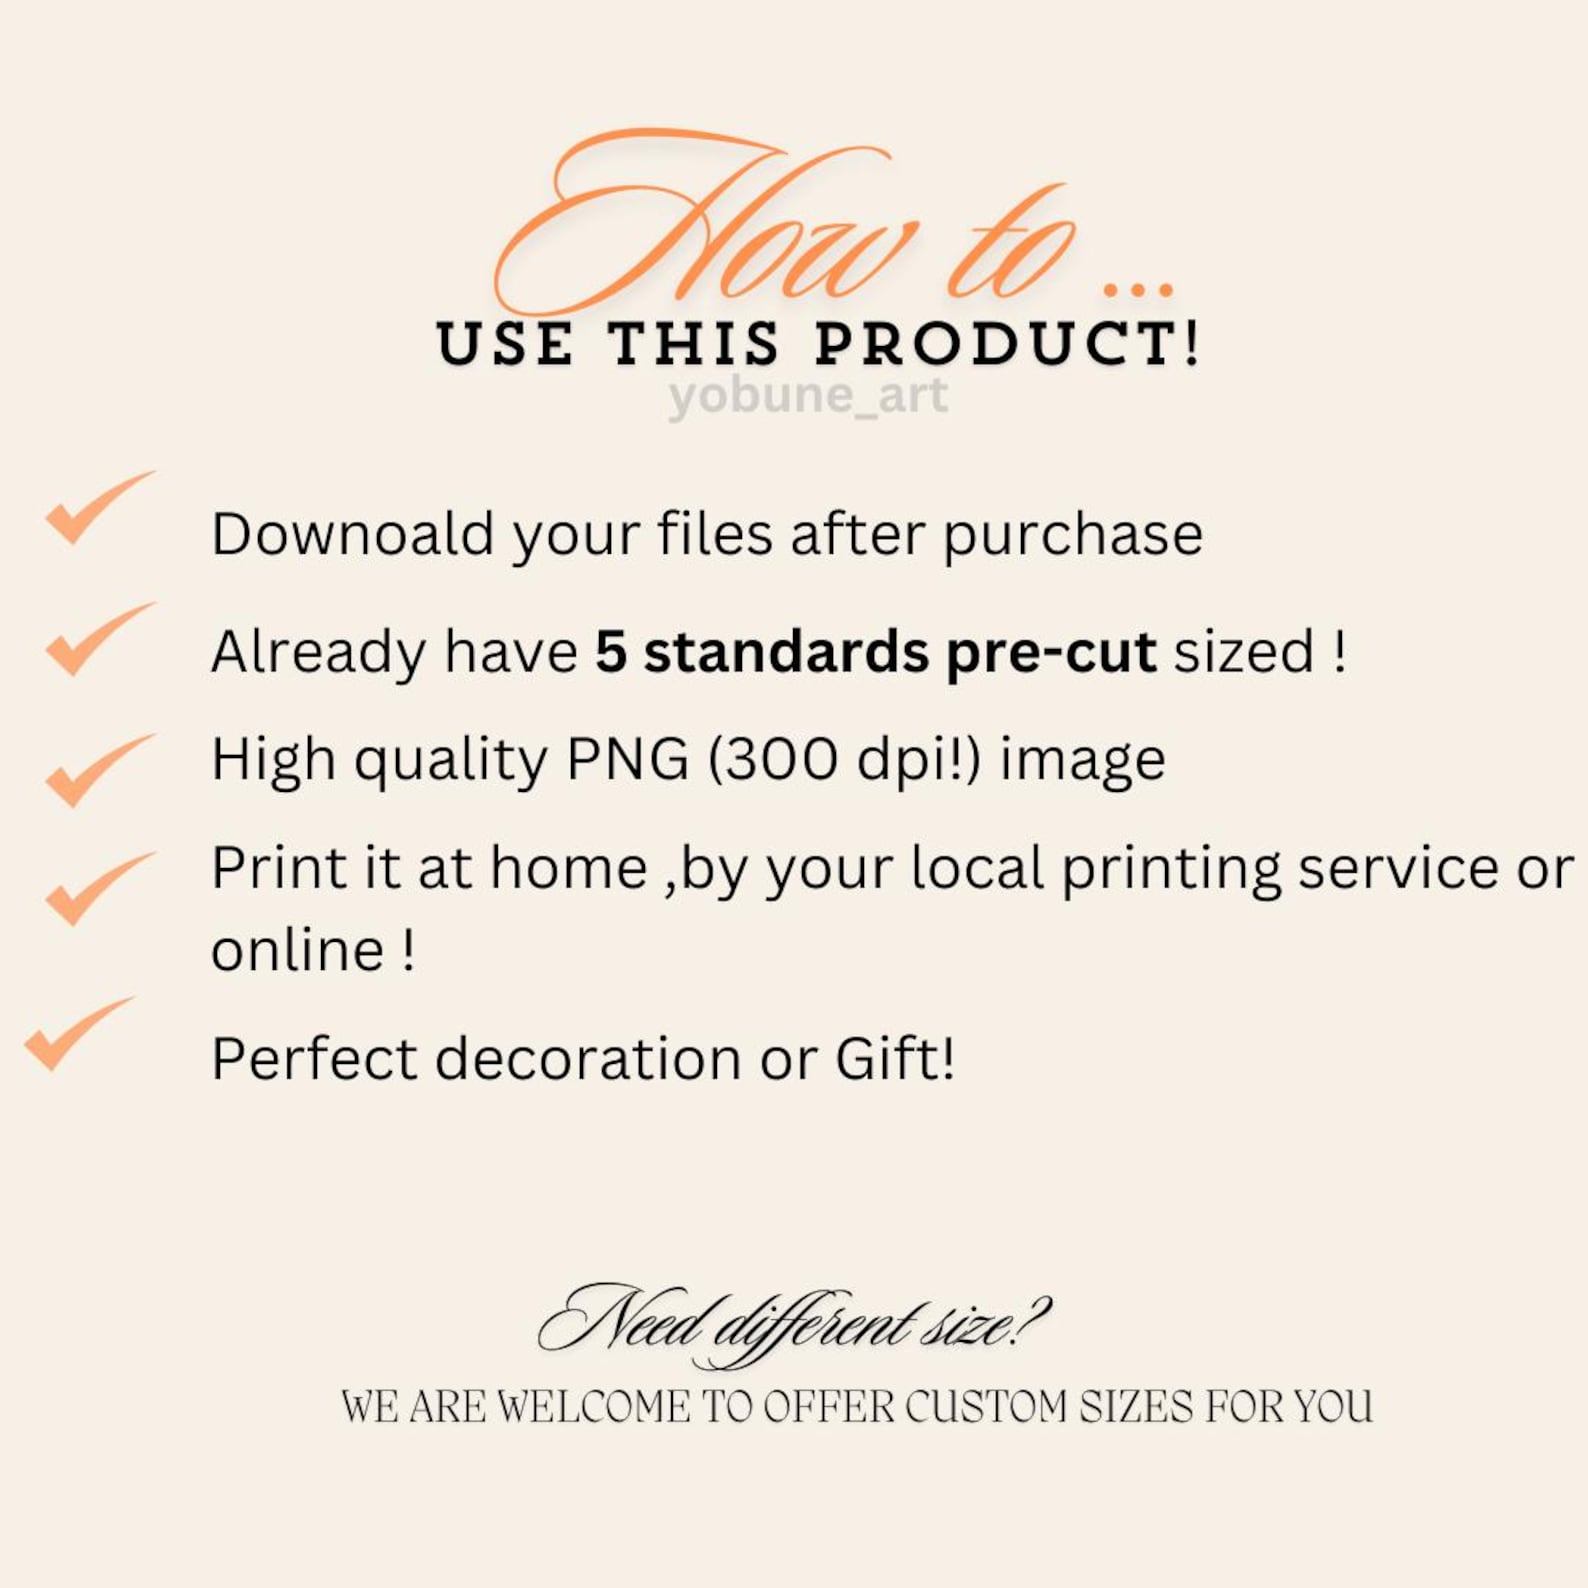 How to ...
USE THIS PRODUCT!
yobune_art
Downoald your files after purchase
Already have 5 standards pre-cut sized !
High quality PNG (300 dpi!) image
Print it at home ,by your local printing service or
online !
Perfect decoration or Gift!
Need different size?
WE ARE WELCOME TO OFFER CUSTOM SIZES FOR YOU